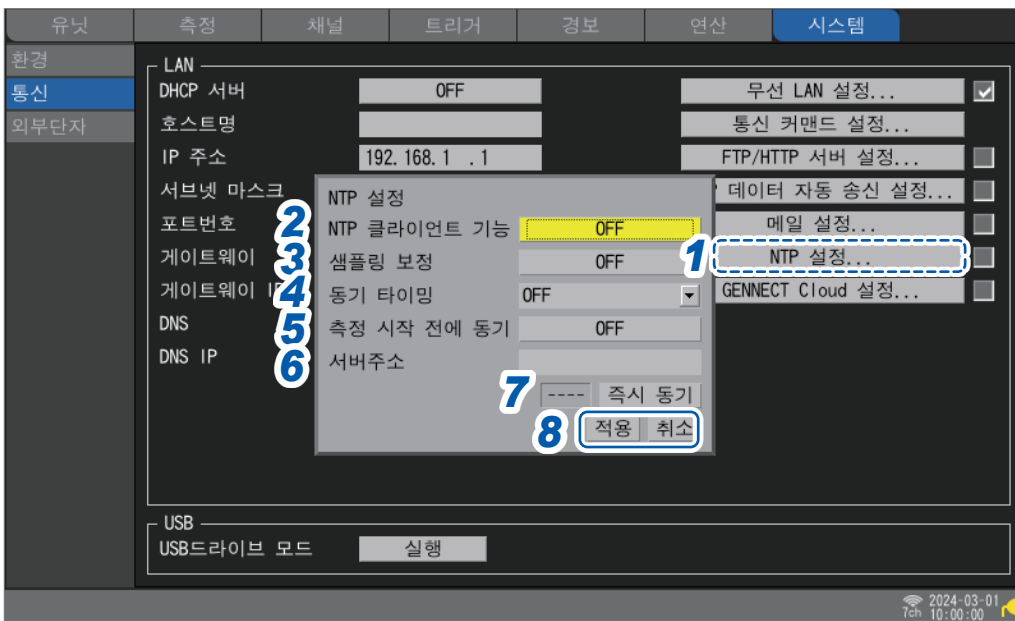 유닛 측정 채널 트리거 경보 연산 시스템
환경
통신
외부단자
LAN
DHCP 서버 OFF 무선 LAN 설정...
호스트명 통신 커맨드 설정...
IP 주소 192.168.1 .1 FTP/HTTP 서버 설정...
서브넷 마스크 데이터 자동 송신 설정...
포트번호 메일 설정...
게이트웨이 1 NTP 설정...
게이트웨이 GENNECT Cloud 설정...
DNS
DNS IP
NTP 설정
2 NTP 클라이언트 기능 OFF
3 샘플링 보정 OFF
4 동기 타이밍 OFF
5 측정 시작 전에 동기 OFF
6 서버주소
7 ---- 즉시 동기
8 적용 취소
USB
USB드라이브 모드 실행
2024-03-01
7ch 10:00:00